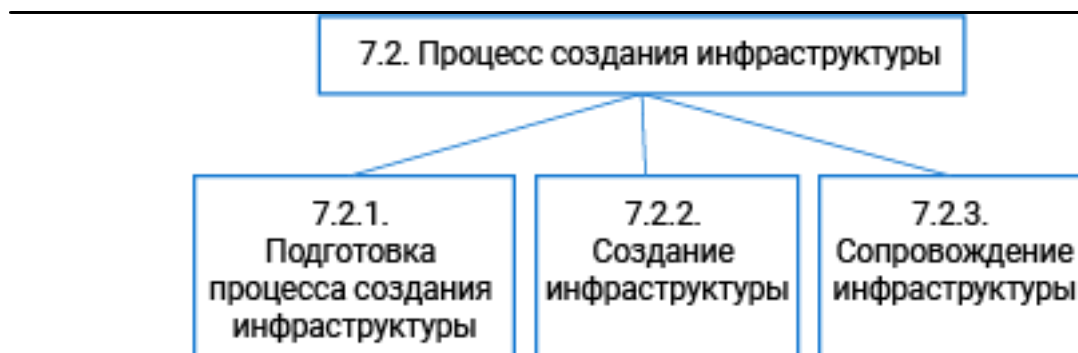 7.2. Процесс создания инфраструктуры
7.2.1.
Подготовка
процесса создания
инфраструктуры
7.2.2.
Создание
инфраструктуры
7.2.3.
Сопровождение
инфраструктуры